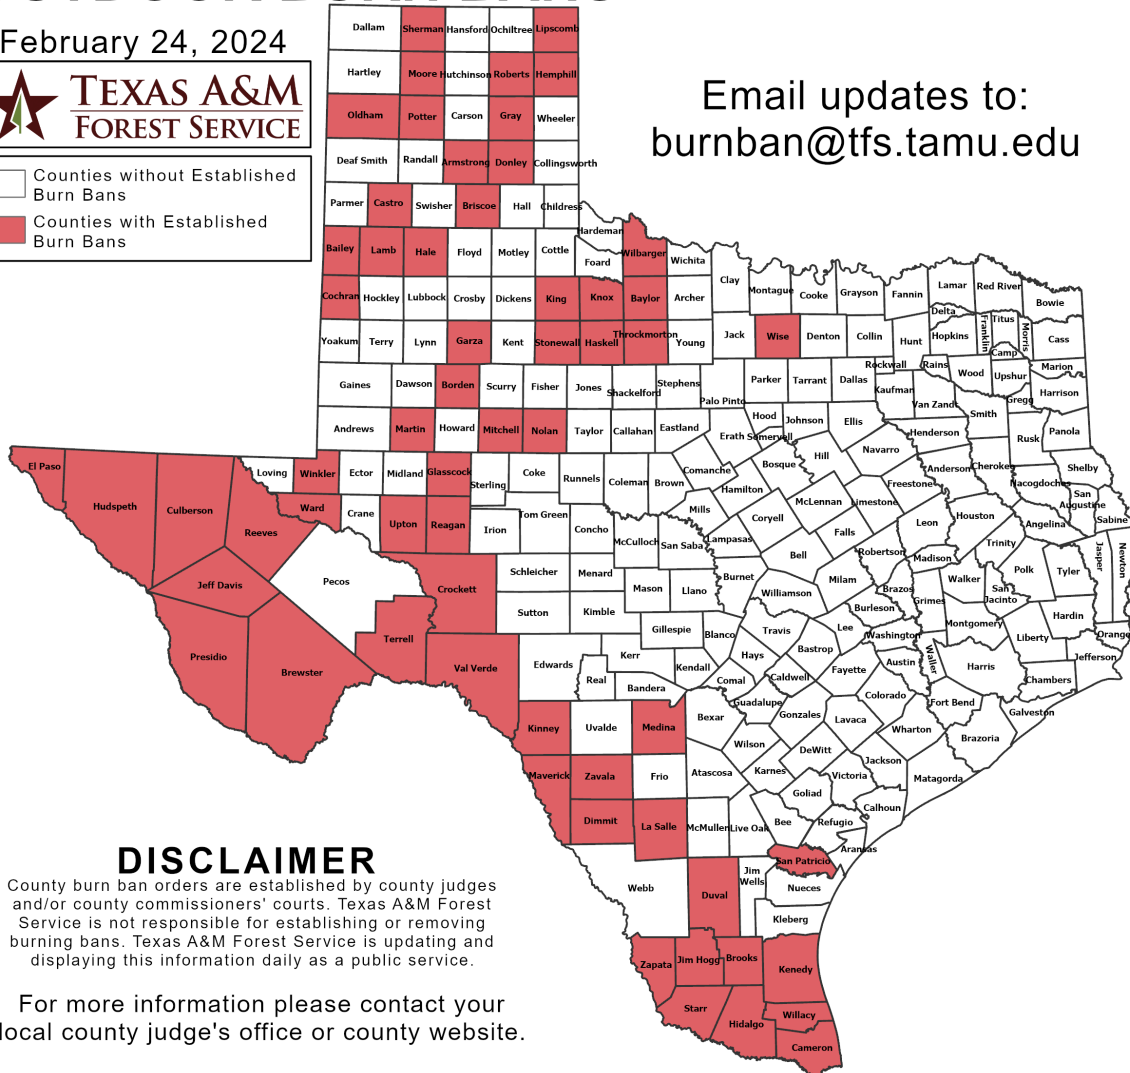 February 24, 2024
TEXAS A&M
FOREST SERVICE
Counties without Established
Burn Bans
Counties with Established
Burn Bans
Email updates to:
burnban@tfs.tamu.edu
Dallam Sherman Hansford Ochiltree Lipscomb
Hartley Moore Hutchinson Roberts Hemphill
Oldham Potter Carson Gray Wheeler
Deaf Smith Randall Armstrong Donley Collingsworth
Parmer Castro Swisher Briscoe Hall Childress
Hardeman
Bailey Lamb Hale Floyd Motley Cottle Foard Wilbarger Wichita
Clay Montague Cooke Grayson Fannin Lamar Red River Bowie
Cochran Hockley Lubbock Crosby Dickens King Knox Baylor Archer
Delta Franklin Titus Morris
Yoakum Terry Lynn Garza Kent Stonewall Haskell Throckmorton Young Jack Wise Denton Collin Hunt Hopkins Cass
Camp
Rockwall Rains Wood Upshur Marion
Gaines Dawson Borden Scurry Fisher Jones Shackelford Stephens Palo Pinto Parker Tarrant Dallas Kaufman Van Zandt Smith Gregg Harrison
Andrews Martin Howard Mitchell Nolan Taylor Callahan Eastland Erath Hood Somervell Johnson Ellis Henderson Rusk Panola
El Paso Hudspeth Culberson Reeves Loving Winkler Ector Midland Glasscock Sterling Coke Runnels Coleman Brown Comanche Bosque Hill Navarro Anderson Cherokee Shelby
Nacogdoches San
Augustine
Sabine
Ward Crane Upton Reagan Irion Tom Green Concho McCulloch San Saba Mills Hamilton Coryell McLennan Limestone Freestone Leon Houston Angelina
Lampasas Bell Falls Robertson Madison Trinity Polk Tyler Jasper Newton
Jeff Davis Pecos Crockett Schleicher Menard Mason Llano Burnet Williamson Milam Brazos Grimes Walker San
Jacinto
Hardin
Presidio Brewster Terrell Val Verde Sutton Kimble Gillespie Blanco Travis Lee Burleson Washington Montgomery Liberty Orange
Jefferson
Edwards Real Kerr Bandera Kendall Comal Hays Caldwell Bastrop Fayette Austin Waller Harris Chambers
Kinney Uvalde Medina Bexar Guadalupe Gonzales Lavaca Colorado Wharton Fort Bend Brazoria Galveston
Maverick Zavala Frio Atascosa Wilson Karnes DeWitt Victoria Jackson Matagorda
Dimmit La Salle McMullen Live Oak Bee Goliad Refugio Calhoun
Aransas
Webb Duval Jim
Wells
San Patricio
Nueces
Kleberg
Zapata Jim Hogg Brooks Kenedy
Starr Hidalgo Willacy
Cameron
DISCLAIMER
County burn ban orders are established by county judges
and/or county commissioners' courts. Texas A&M Forest
Service is not responsible for establishing or removing
burning bans. Texas A&M Forest Service is updating and
displaying this information daily as a public service.
For more information please contact your
local county judge's office or county website.